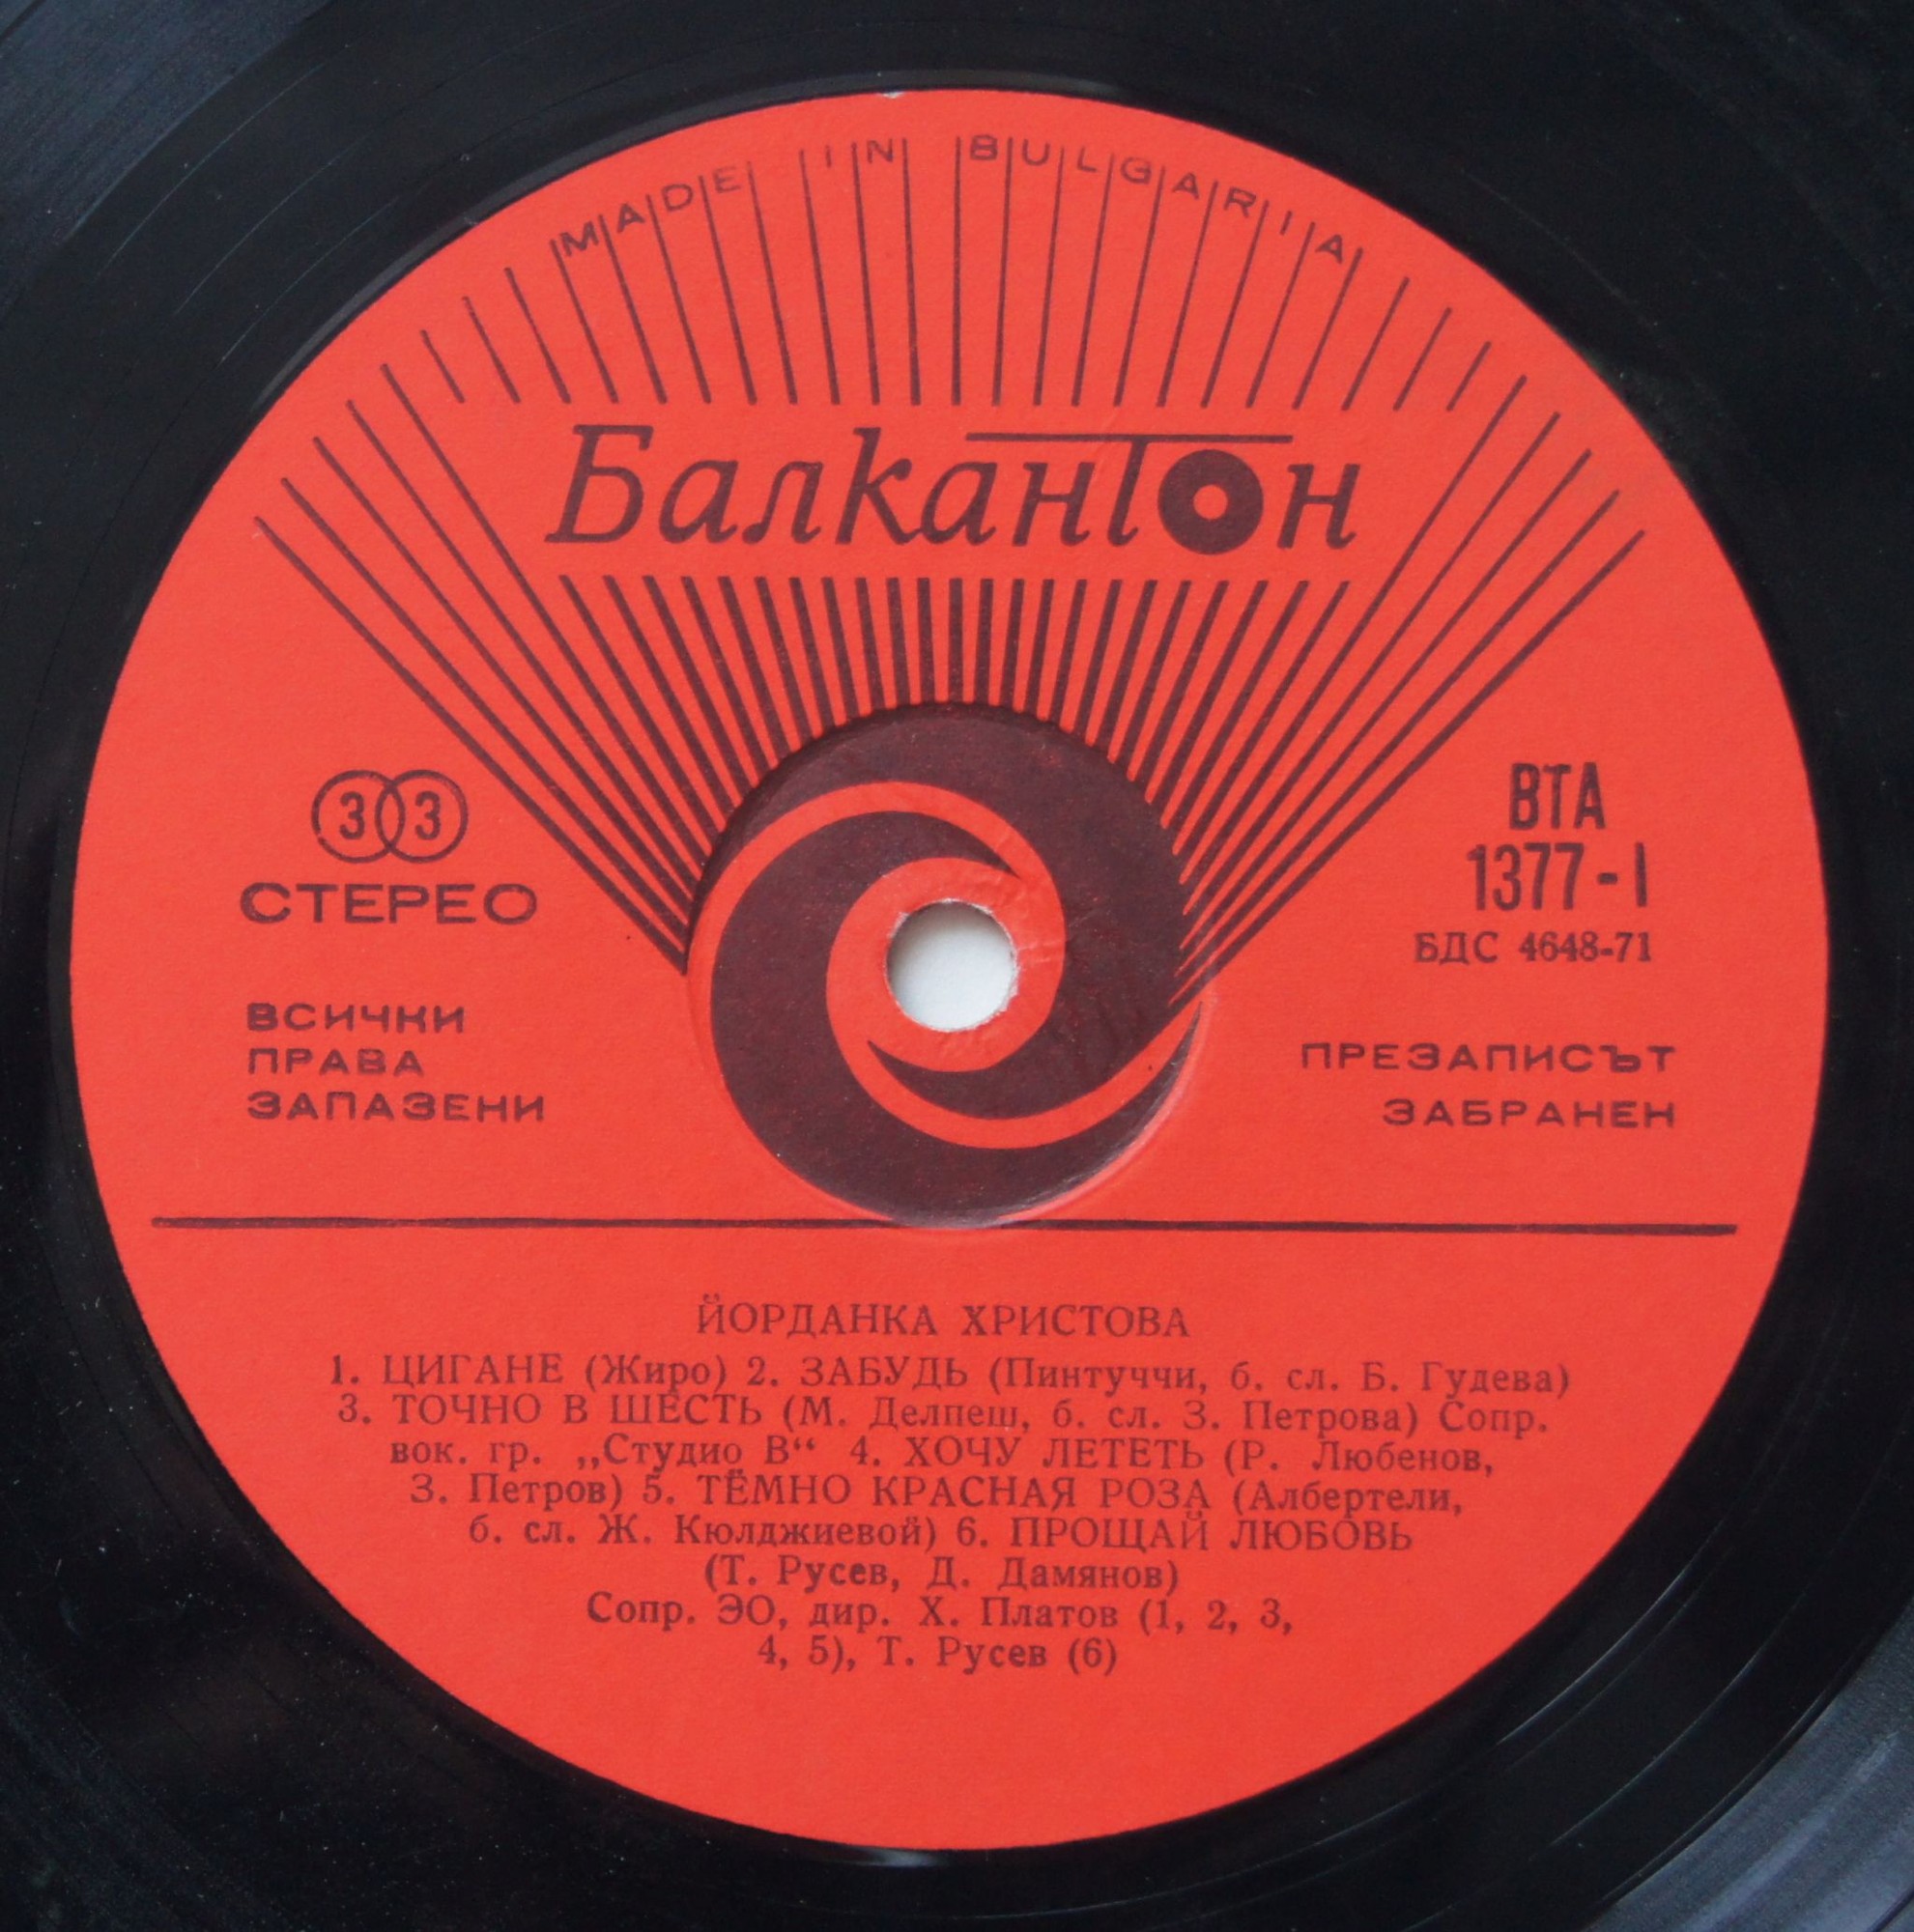 MADE IN BULGARIA
Балкантон
33
СТЕРЕО
ВТА
1377-I
БДС 4648-71
ВСИЧКИ
ПРАВА
ЗАПАЗЕНИ
ПРЕЗАПИСЪТ
ЗАБРАНЕН
ЙОРДАНКА ХРИСТОВА
1. ЦИГАНЕ (Жиро) 2. ЗАБУДЬ (Пинтуччи, б. сл. Б. Гудева)
3. ТОЧНО В ШЕСТЬ (М. Делпеш, б. сл. З. Петрова) Сопр.
вок. гр. „Студио В“ 4. ХОЧУ ЛЕТЕТЬ (Р. Любенов,
З. Петров) 5. ТЁМНО КРАСНАЯ РОЗА (Албертели,
б. сл. Ж. Кюлджиевой) 6. ПРОЩАЙ ЛЮБОВЬ
(Т. Русев, Д. Дамянов)
Сопр. ЭО, дир. Х. Платов (1, 2, 3,
4, 5), Т. Русев (6)